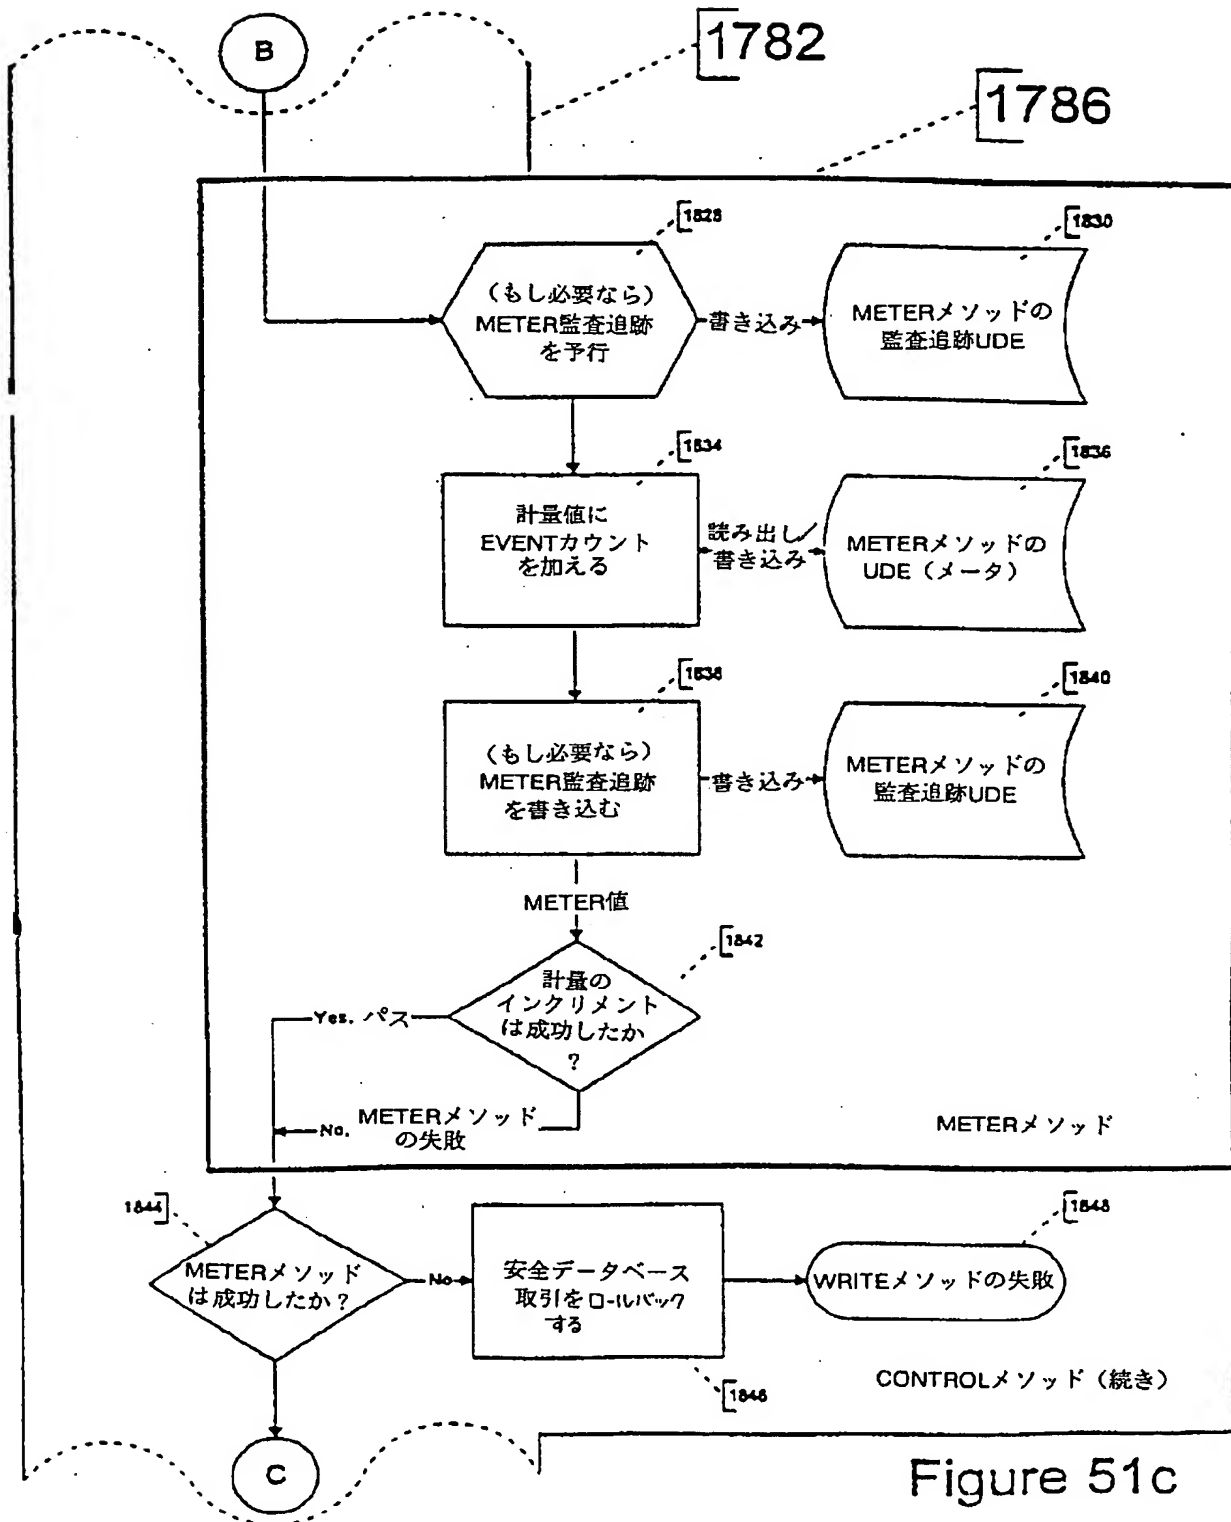 B
1782
1786
1828
(もし必要なら)
METER監査追跡
を予行
書き込み
1830
METERメソッドの
監査追跡UDE
1834
計量値に
EVENTカウント
を加える
読み出し/
書き込み
1836
METERメソッドの
UDE(メータ)
1838
(もし必要なら)
METER監査追跡
を書き込む
書き込み
1840
METERメソッドの
監査追跡UDE
METER値
1842
計量の
インクリメント
は成功したか
?
Yes. パス
No. METERメソッド
の失敗
METERメソッド
1844
METERメソッド
は成功したか?
No
安全データベース
取引をロールバック
する
1846
1848
WRITEメソッドの失敗
CONTROLメソッド(続き)
C
Figure 51c